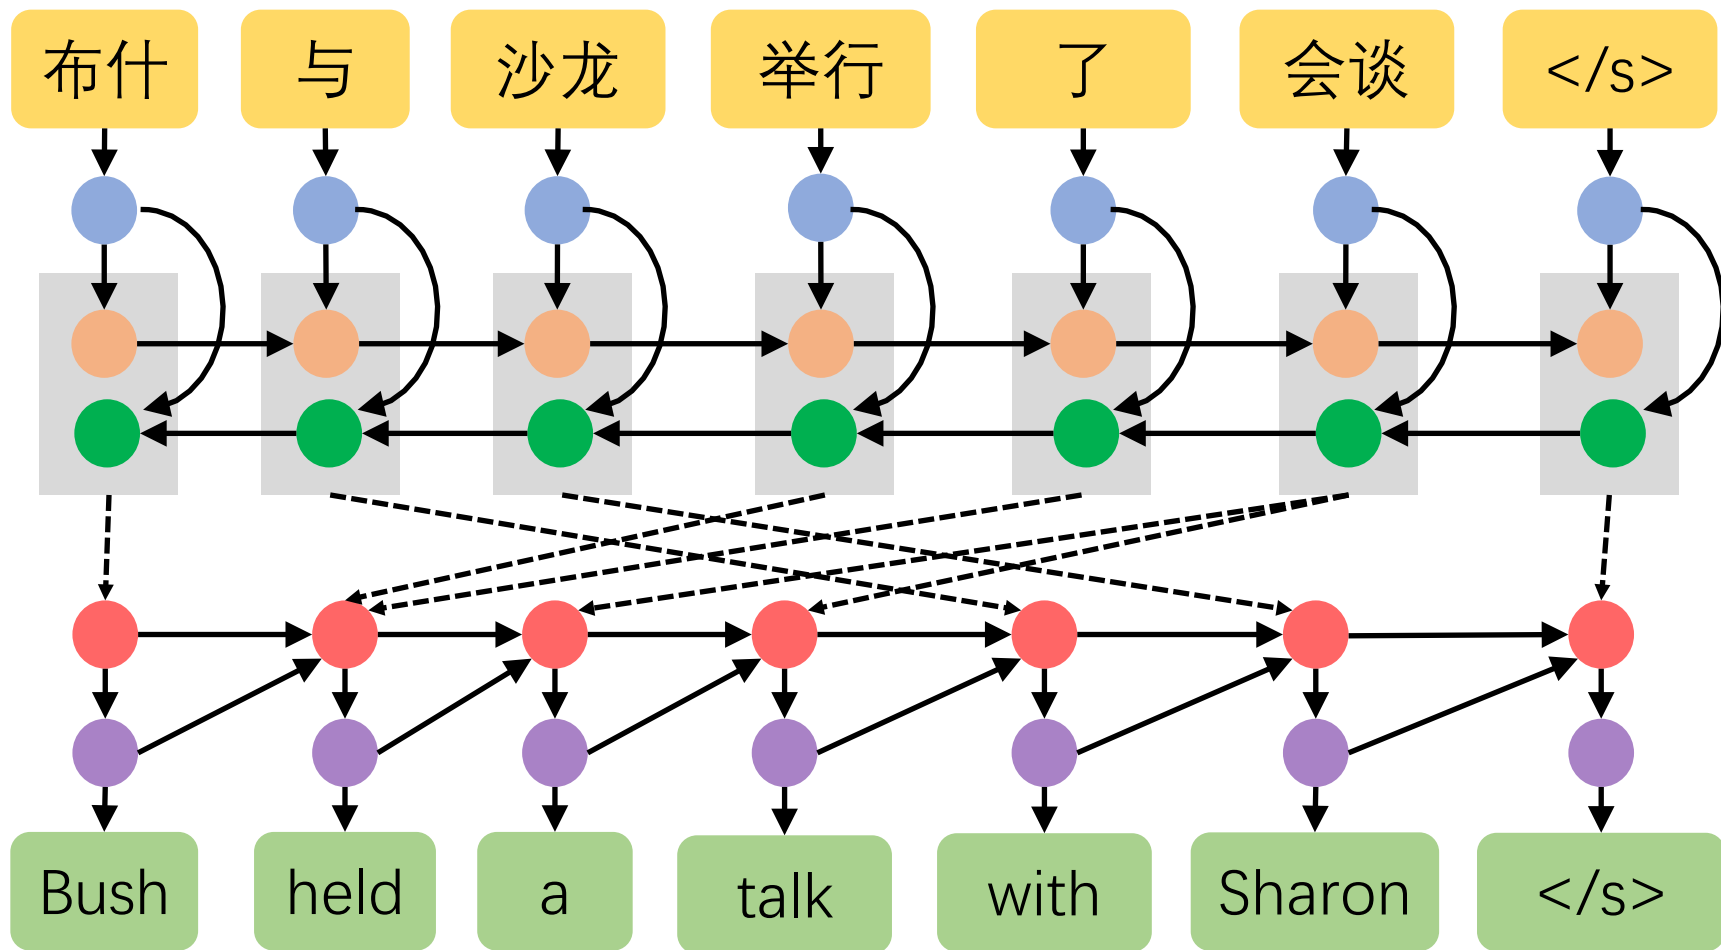 布什 与 沙龙 举行 了 会谈 </s>
Bush held a talk with Sharon </s>